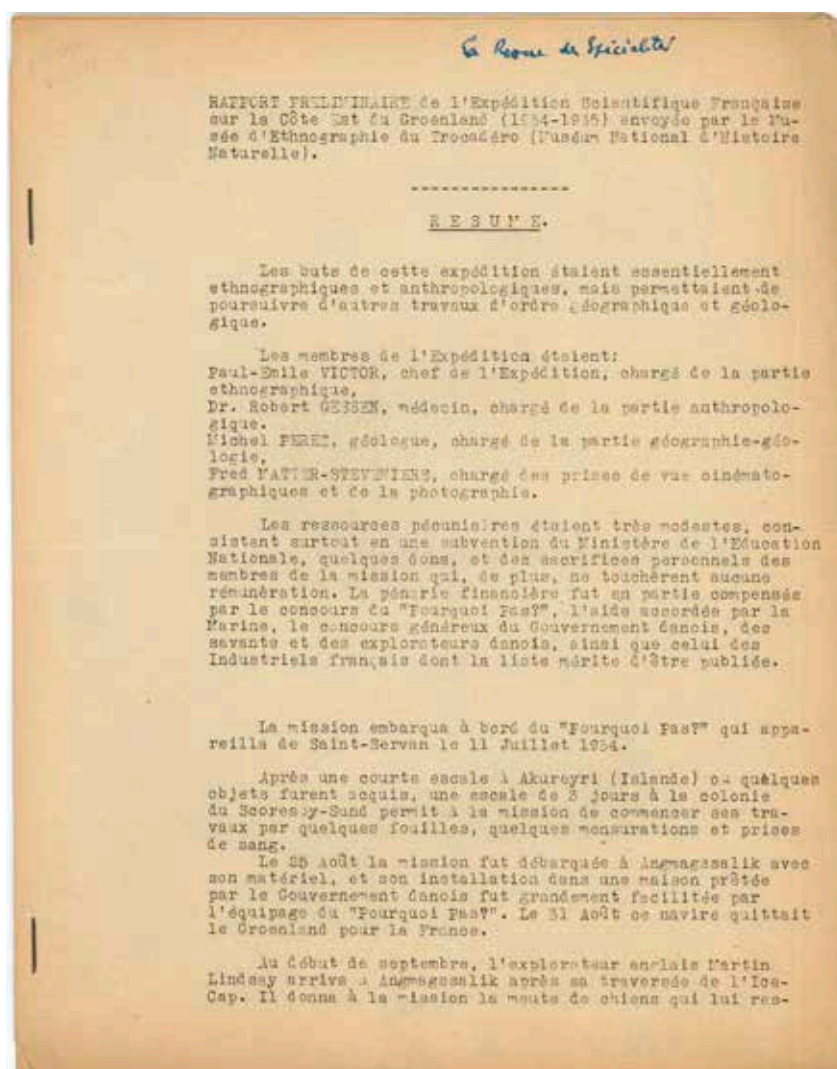 La Revue des Spécialités
RAPPORT PRELIMINAIRE de l'Expédition Scientifique Française
sur la Côte Est du Groenland (1934-1935) envoyée par le Mu-
sée d'Ethnographie du Trocadéro (Muséum National d'Histoire
Naturelle).
----------------
R E S U M E.
Les buts de cette expédition étaient essentiellement
ethnographiques et anthropologiques, mais permettaient de
poursuivre d'autres travaux d'ordre géographique et géolo-
gique.
Les membres de l'Expédition étaient:
Paul-Emile VICTOR, chef de l'Expédition, chargé de la partie
ethnographique,
Dr. Robert GESSEN, médecin, chargé de la partie anthropolo-
gique.
Michel PEREZ, géologue, chargé de la partie géographie-géo-
logie,
Fred MATTER-STEVENIERS, chargé des prises de vue cinémato-
graphiques et de la photographie.
Les ressources pécuniaires étaient très modestes, con-
sistant surtout en une subvention du Ministère de l'Education
Nationale, quelques dons, et des sacrifices personnels des
membres de la mission qui, de plus, ne touchèrent aucune
rémunération. La pénurie financière fut en partie compensée
par le concours du "Pourquoi Pas?", l'aide accordée par la
Marine, le concours généreux du Gouvernement danois, des
savants et des explorateurs danois, ainsi que celui des
Industriels français dont la liste mérite d'être publiée.
La mission embarqua à bord du "Pourquoi Pas?" qui appa-
reilla de Saint-Servan le 11 Juillet 1934.
Après une courte escale à Akureyri (Islande) ou quelques
objets furent acquis, une escale de 3 jours à la colonie
du Scoresby-Sund permit à la mission de commencer ses tra-
vaux par quelques fouilles, quelques mensurations et prises
de sang.
Le 25 Août la mission fut débarquée à Angmagssalik avec
son matériel, et son installation dans une maison prêtée
par le Gouvernement danois fut grandement facilitée par
l'équipage du "Pourquoi Pas?". Le 31 Août ce navire quittait
le Groenland pour la France.
Au début de septembre, l'explorateur anglais Martin
Lindsay arriva à Angmagssalik après sa traversée de l'Ice-
Cap. Il donna à la mission la meute de chiens qui lui res-